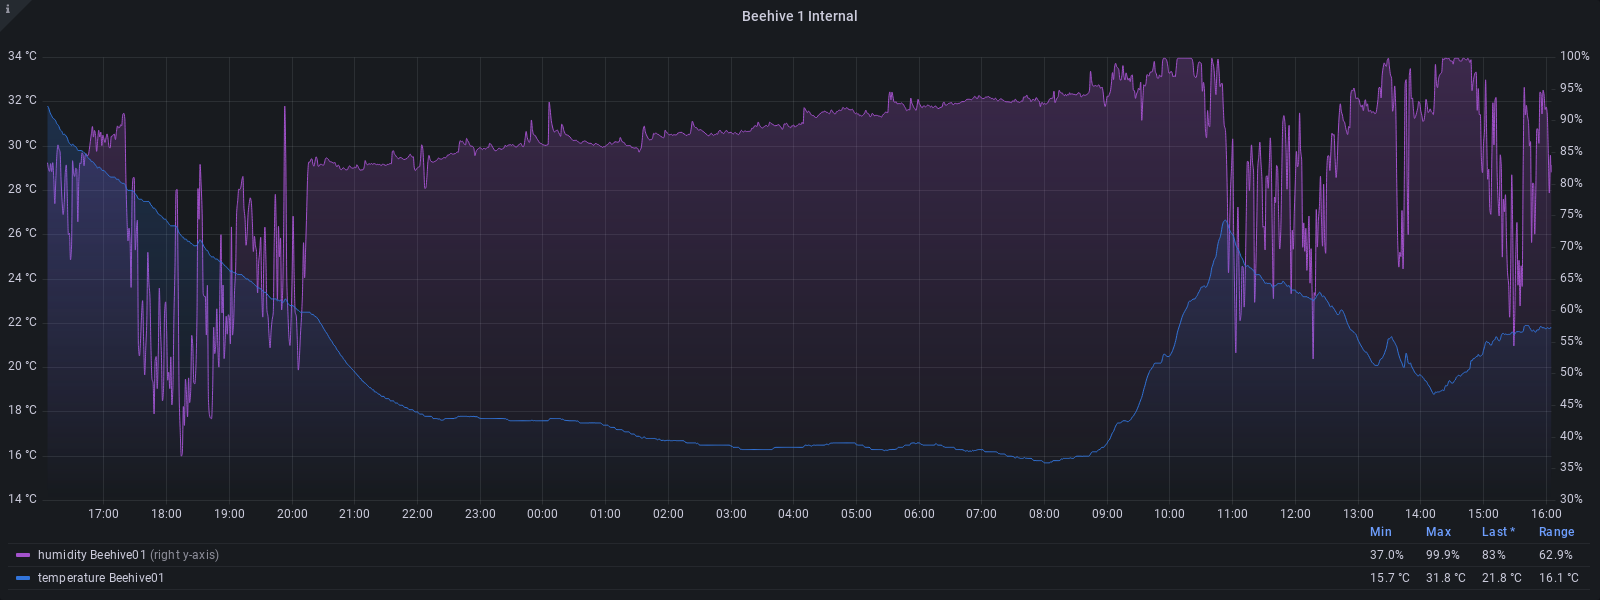 i
Beehive 1 Internal
34 °C 100%
32 °C 95%
90%
30 °C 85%
28 °C 80%
75%
26 °C 70%
24 °C 65%
60%
22 °C 55%
20 °C 50%
18 °C 45%
40%
16 °C 35%
14 °C 30%
17:00 18:00 19:00 20:00 21:00 22:00 23:00 00:00 01:00 02:00 03:00 04:00 05:00 06:00 07:00 08:00 09:00 10:00 11:00 12:00 13:00 14:00 15:00 16:00
Min Max Last * Range
humidity Beehive01 (right y-axis) 37.0% 99.9% 83% 62.9%
temperature Beehive01 15.7 °C 31.8 °C 21.8 °C 16.1 °C